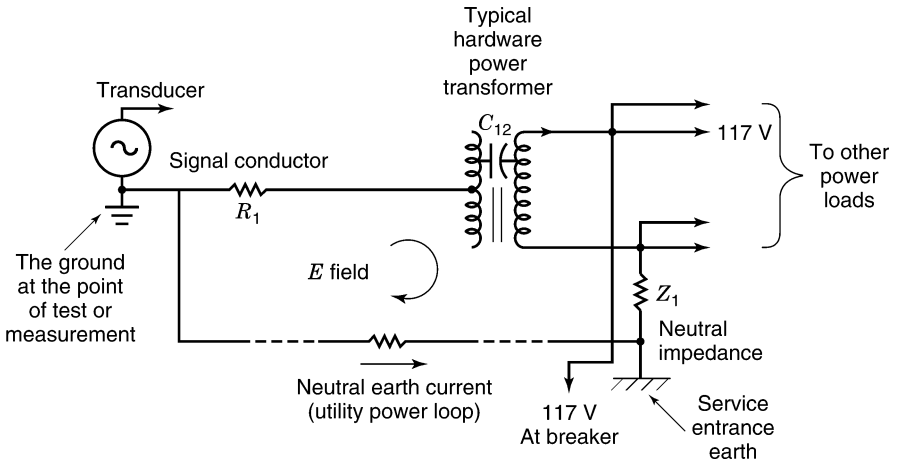 Typical
hardware
power
transformer
Transducer
C12
117 V
To other
power
loads
Signal conductor
R1
The ground
at the point
of test or
measurement
E field
Z1
Neutral
impedance
Neutral earth current
(utility power loop)
117 V
At breaker
Service
entrance
earth